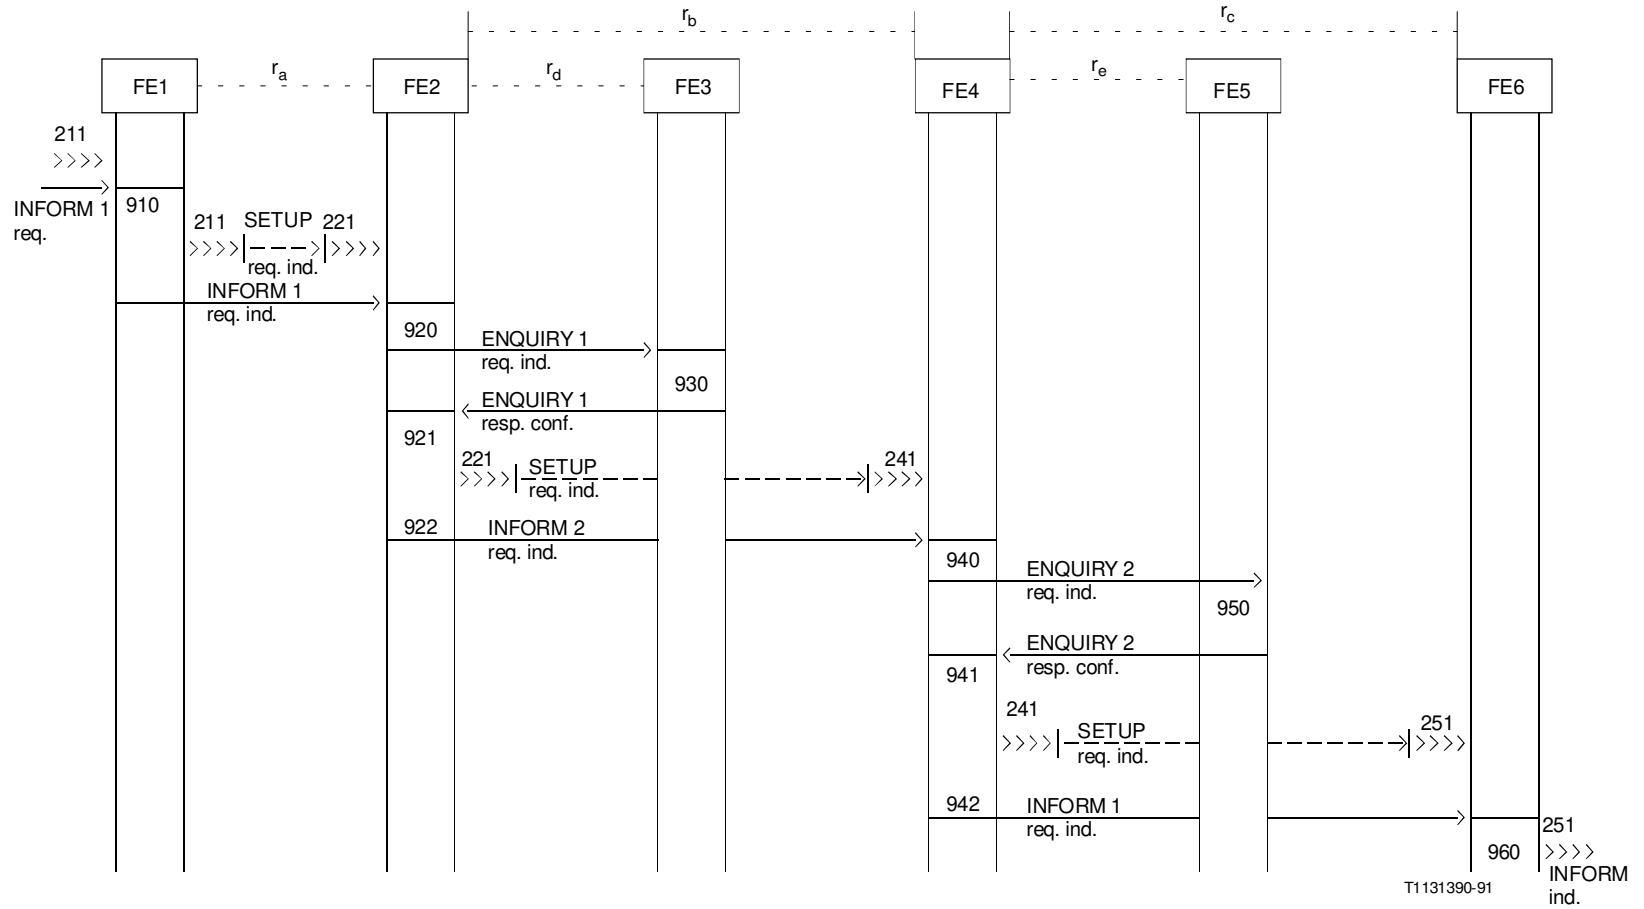 rb
rc
ra
rd
re
FE1
FE2
FE3
FE4
FE5
FE6
211
INFORM 1
req.
910
211
SETUP
221
req. ind.
INFORM 1
req. ind.
920
ENQUIRY 1
req. ind.
930
ENQUIRY 1
resp. conf.
921
221
SETUP
req. ind.
241
922
INFORM 2
req. ind.
940
ENQUIRY 2
req. ind.
950
ENQUIRY 2
resp. conf.
941
241
SETUP
req. ind.
251
942
INFORM 1
req. ind.
251
960
INFORM
ind.
T1131390-91